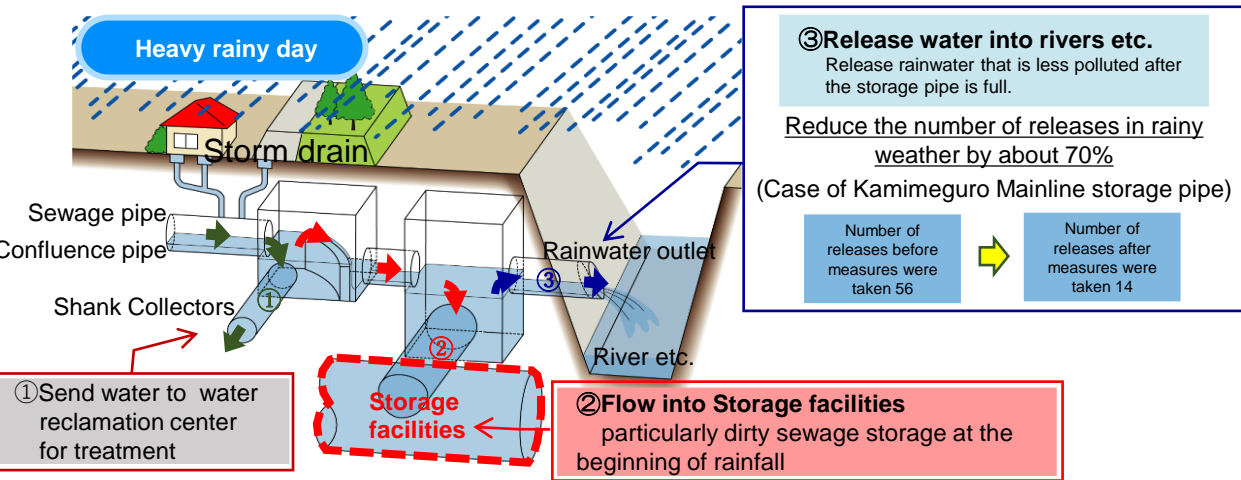 Heavy rainy day
Storm drain
Sewage pipe
Confluence pipe
Shank Collectors
①
②
③
Rainwater outlet
River etc.
Storage
facilities
①Send water to water
reclamation center
for treatment
②Flow into Storage facilities
particularly dirty sewage storage at the
beginning of rainfall
③Release water into rivers etc.
Release rainwater that is less polluted after
the storage pipe is full.
Reduce the number of releases in rainy
weather by about 70%
(Case of Kamimeguro Mainline storage pipe)
Number of
releases before
measures were
taken 56
Number of
releases after
measures were
taken 14